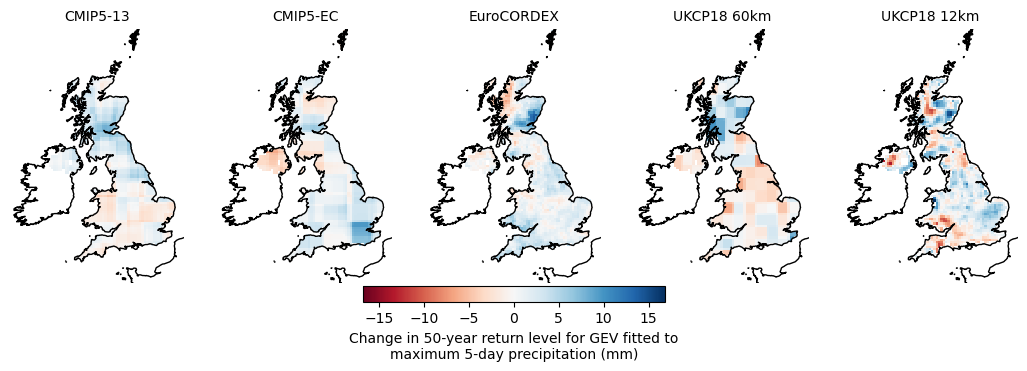 CMIP5-13
CMIP5-EC
EuroCORDEX
UKCP18 60km
UKCP18 12km
−15 −10 −5 0 5 10 15
Change in 50-year return level for GEV fitted to
maximum 5-day precipitation (mm)